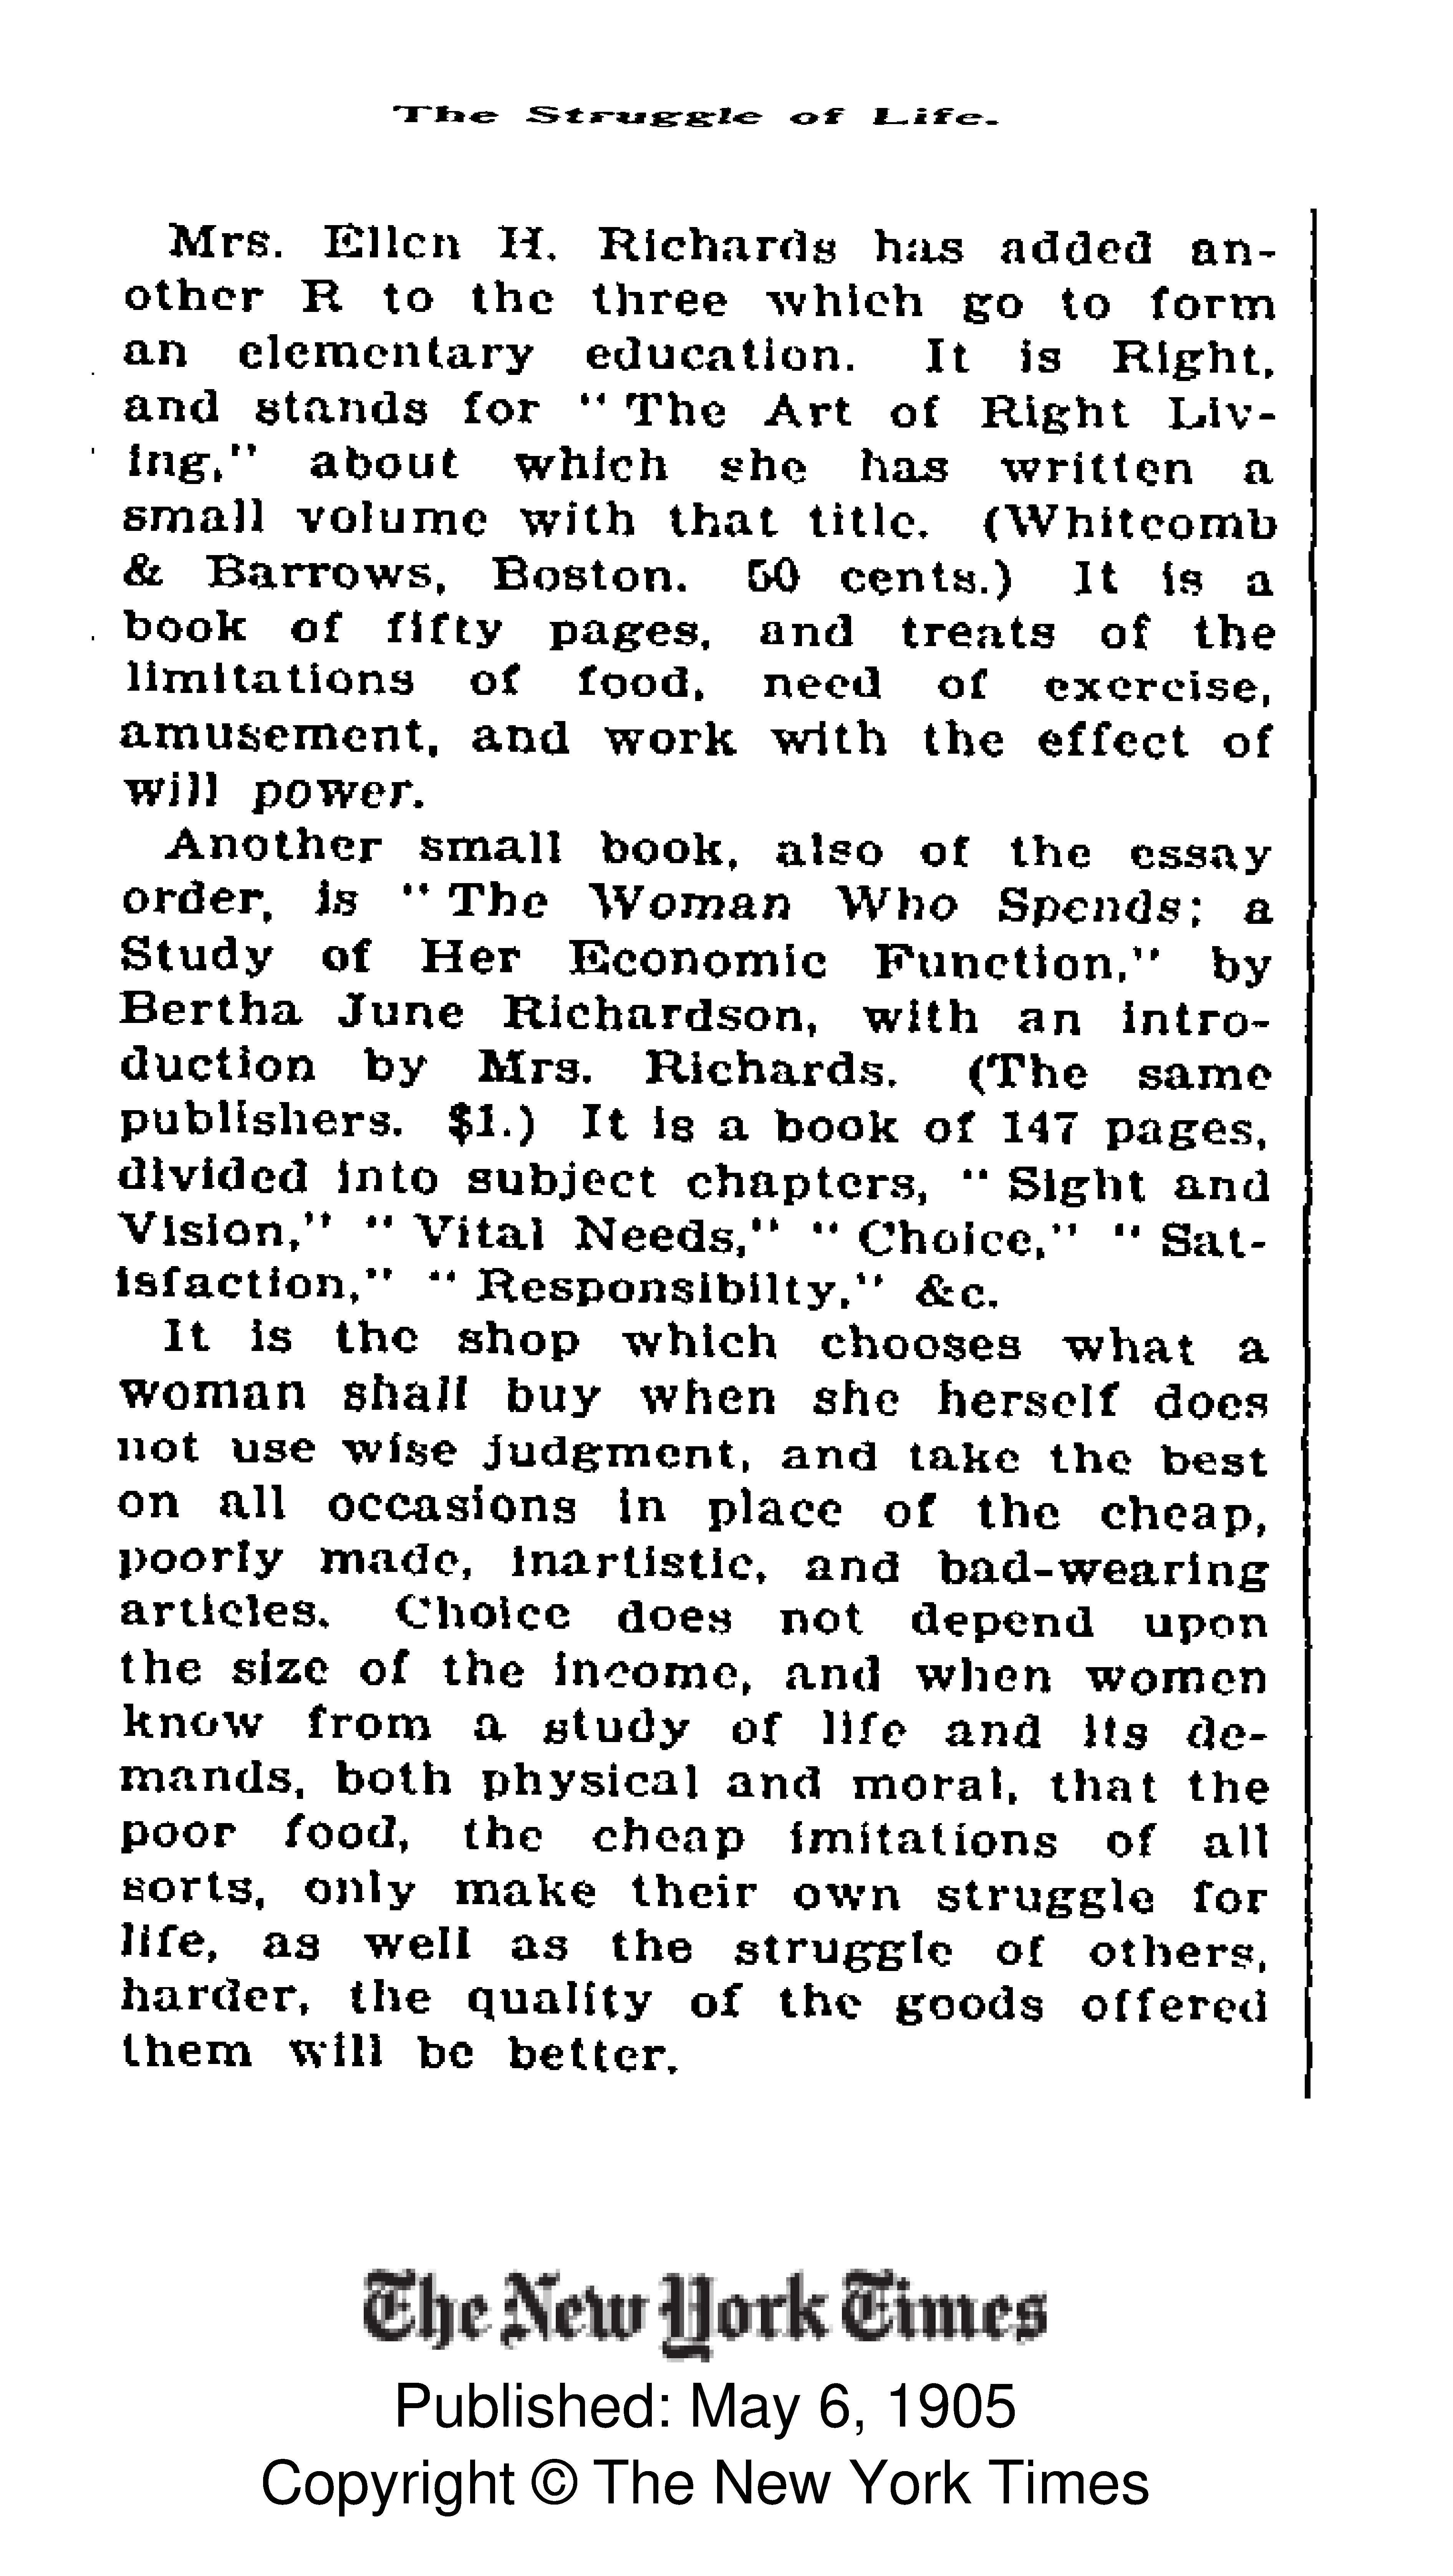 The Struggle of Life.
Mrs. Ellen H. Richards has added an-
other R to the three which go to form
an elementary education. It is Right,
and stands for "The Art of Right Liv-
ing," about which she has written a
small volume with that title. (Whitcomb
& Barrows, Boston. 50 cents.) It is a
book of fifty pages, and treats of the
limitations of food, need of exercise,
amusement, and work with the effect of
will power.
Another small book, also of the essay
order, is "The Woman Who Spends; a
Study of Her Economic Function," by
Bertha June Richardson, with an intro-
duction by Mrs. Richards. (The same
publishers. $1.) It is a book of 147 pages,
divided into subject chapters, "Sight and
Vision," "Vital Needs," "Choice," "Sat-
isfaction," "Responsibilty," &c.
It is the shop which chooses what a
woman shall buy when she herself does
not use wise judgment, and take the best
on all occasions in place of the cheap,
poorly made, inartistic, and bad-wearing
articles. Choice does not depend upon
the size of the income, and when women
know from a study of life and its de-
mands, both physical and moral, that the
poor food, the cheap imitations of all
sorts, only make their own struggle for
life, as well as the struggle of others,
harder, the quality of the goods offered
them will be better.
The New York Times
Published: May 6, 1905
Copyright © The New York Times